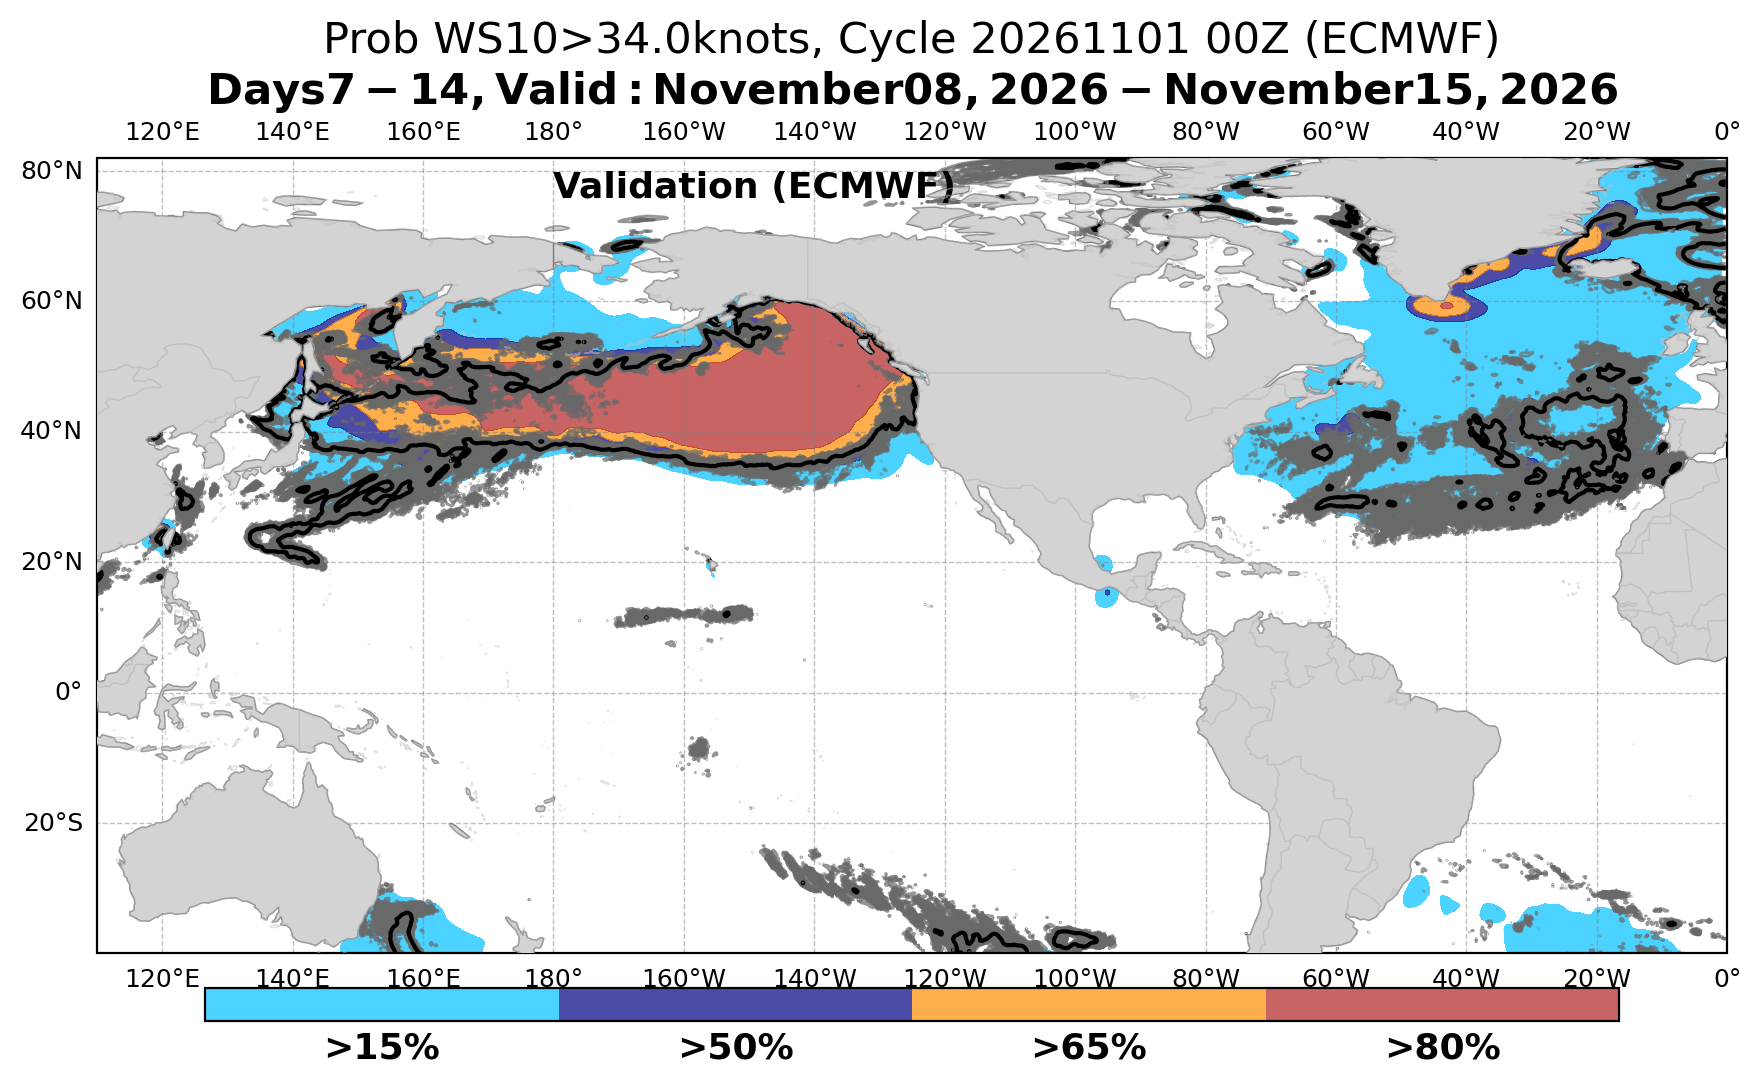 Prob WS10>34.0knots, Cycle 20261101 00Z (ECMWF)
Days7 − 14, Valid : November08, 2026 − November15, 2026
120°E 140°E 160°E 180° 160°W 140°W 120°W 100°W 80°W 60°W 40°W 20°W 0°
Validation (ECMWF)
80°N
60°N
40°N
20°N
0°
20°S
120°E 140°E 160°E 180° 160°W 140°W 120°W 100°W 80°W 60°W 40°W 20°W 0°
>15% >50% >65% >80%